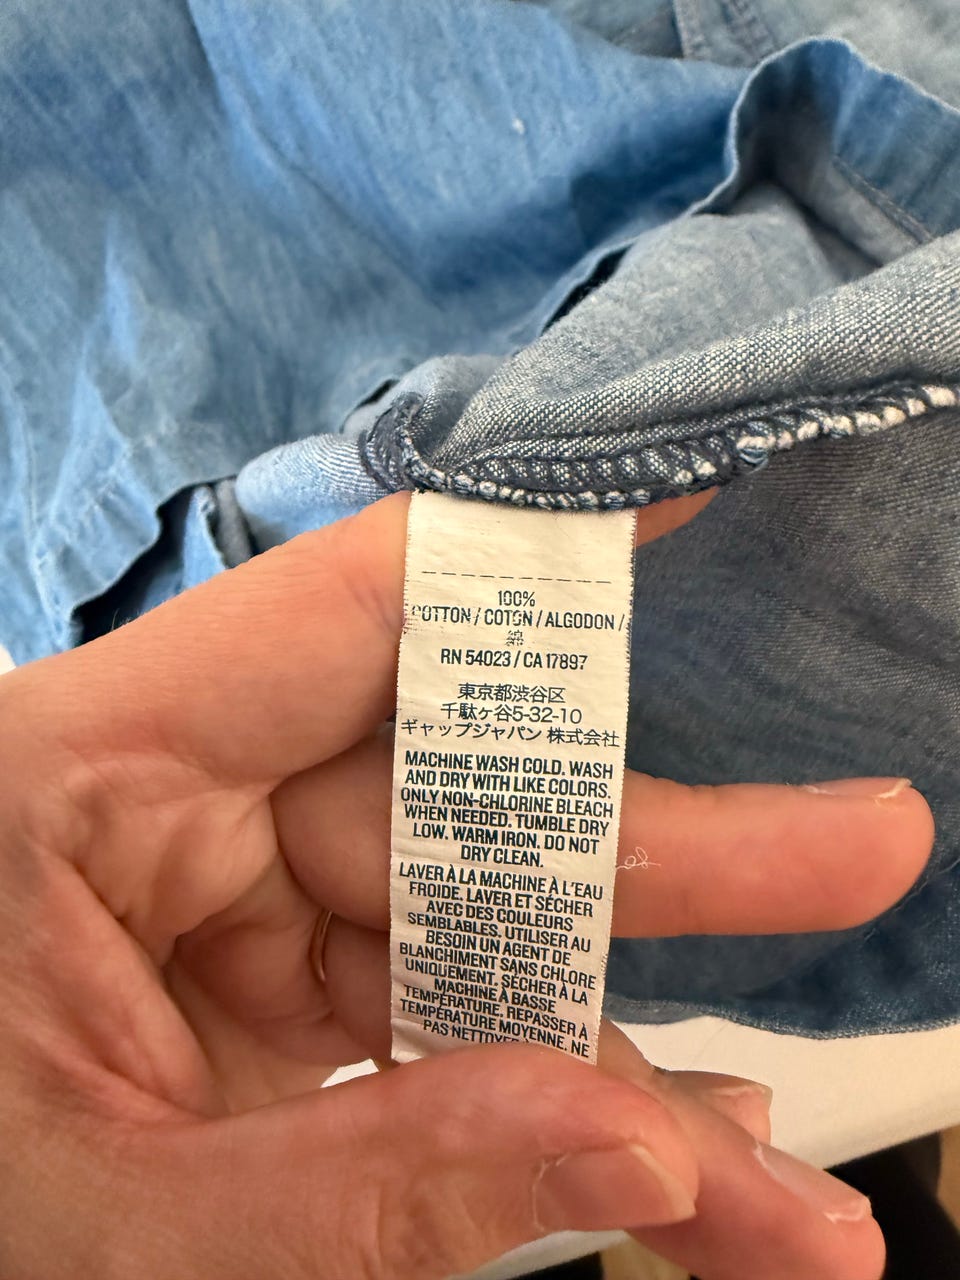 100%
COTTON / COTON / ALGODON /
綿
RN 54023 / CA 17897
東京都渋谷区
千駄ヶ谷5-32-10
ギャップジャパン 株式会社
MACHINE WASH COLD. WASH
AND DRY WITH LIKE COLORS.
ONLY NON-CHLORINE BLEACH
WHEN NEEDED. TUMBLE DRY
LOW. WARM IRON. DO NOT
DRY CLEAN.
LAVER À LA MACHINE À L'EAU
FROIDE. LAVER ET SÉCHER
AVEC DES COULEURS
SEMBLABLES. UTILISER AU
BESOIN UN AGENT DE
BLANCHIMENT SANS CHLORE
UNIQUEMENT. SÉCHER À LA
MACHINE À BASSE
TEMPÉRATURE. REPASSER À
TEMPÉRATURE MOYENNE. NE
PAS NETTOYER